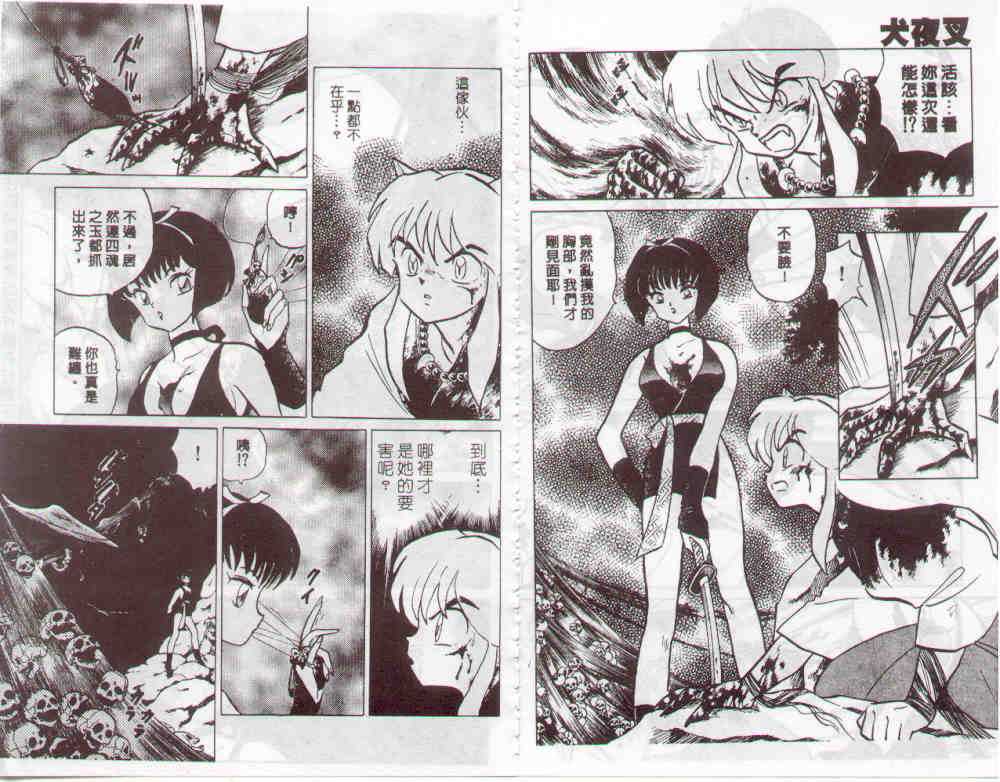 犬夜叉
活該…看
妳這次還
能怎樣!?
!
不要臉!
竟然亂摸我的
胸部,我們才
剛見面耶!
這傢伙…
一點都不
在乎…?
哼!
不過,居
然連四魂
之玉都抓
出來了,
你也真是
難纏。
到底…
哪裡才
是她的要
害呢?
咦!?
!